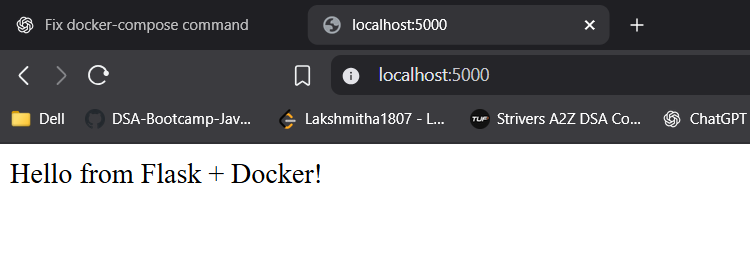 Fix docker-compose command
localhost:5000
localhost:5000
Dell
DSA-Bootcamp-Jav...
Lakshmitha1807 - L...
TUF
Strivers A2Z DSA Co...
ChatGPT
Hello from Flask + Docker!